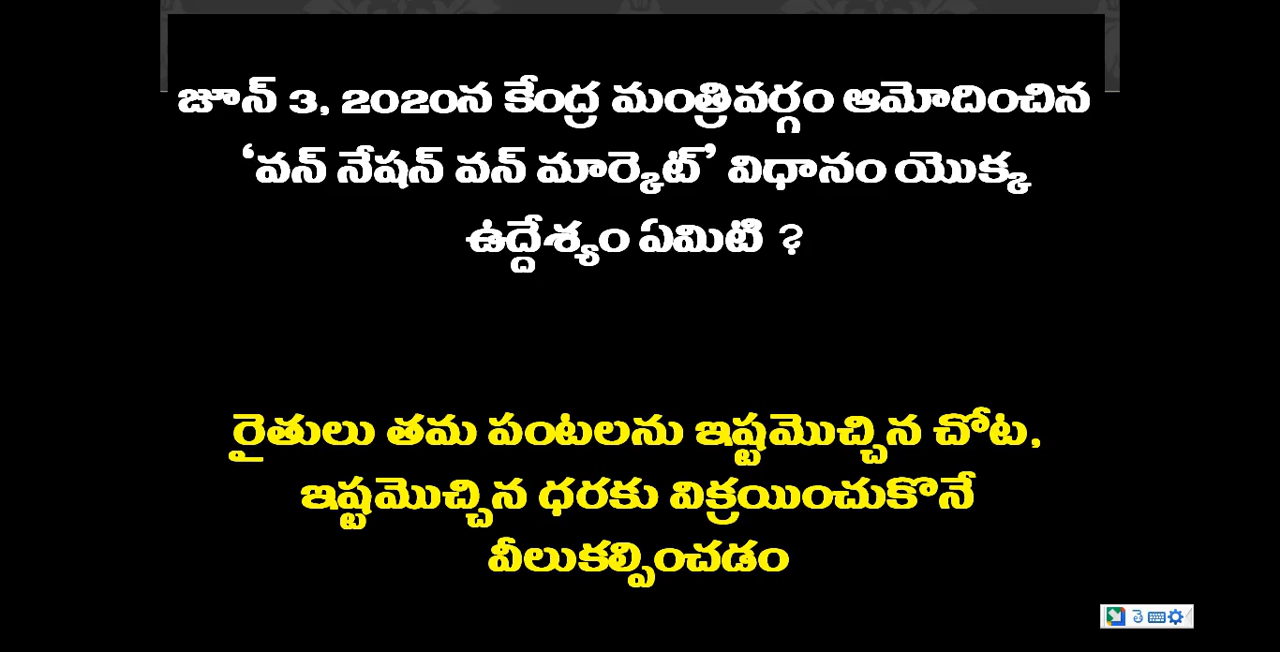 జూన్ 3, 2020న కేంద్ర మంత్రివర్గం ఆమోదించిన
‘వన్ నేషన్ వన్ మార్కెట్’ విధానం యొక్క
ఉద్దేశ్యం ఏమిటి ?
రైతులు తమ పంటలను ఇష్టమొచ్చిన చోట,
ఇష్టమొచ్చిన ధరకు విక్రయించుకొనే
వీలుకల్పించడం
తె